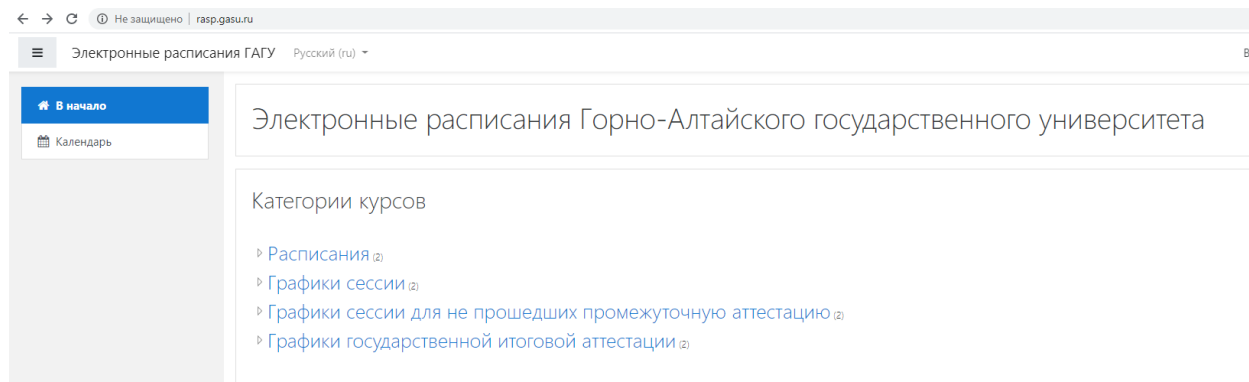 Не защищено | rasp.gasu.ru
Электронные расписания ГАГУ Русский (ru)
В начало
Календарь
Электронные расписания Горно-Алтайского государственного университета
Категории курсов
Расписания (2)
Графики сессии (2)
Графики сессии для не прошедших промежуточную аттестацию (2)
Графики государственной итоговой аттестации (2)